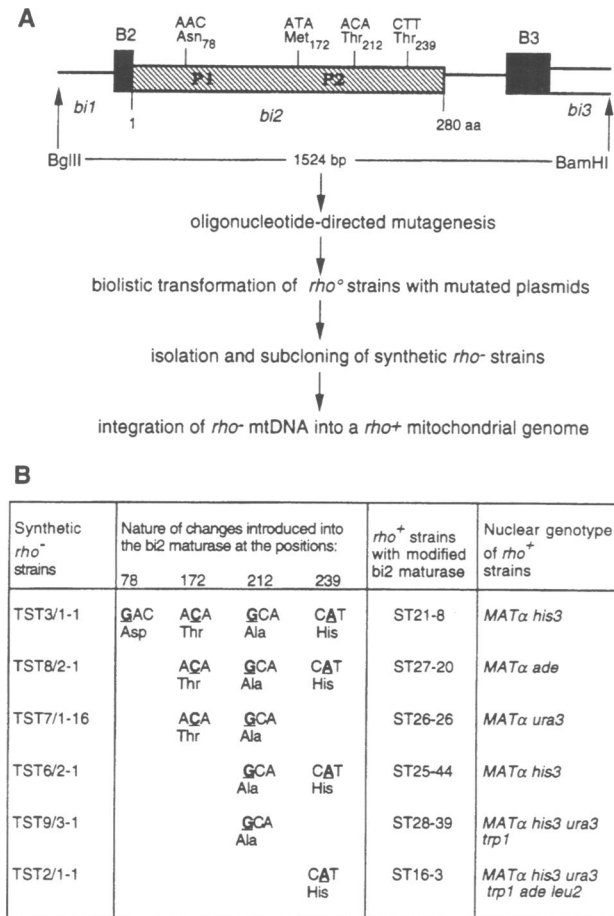 A
AAC ATA ACA CTT
B2 Asn78 Met172 Thr212 Thr239 B3
P1 P2
bi1 bi2 bi3
1 280 aa
BglII 1524 bp BamHI
oligonucleotide-directed mutagenesis
biolistic transformation of rho° strains with mutated plasmids
isolation and subcloning of synthetic rho- strains
integration of rho- mtDNA into a rho+ mitochondrial genome
B
Synthetic rho- strains
Nature of changes introduced into
the bi2 maturase at the positions:
78 172 212 239
rho+ strains
with modified
bi2 maturase
Nuclear genotype
of rho+
strains
TST3/1-1 GAC ACA GCA CAT ST21-8 MATα his3
Asp Thr Ala His
TST8/2-1 ACA GCA CAT ST27-20 MATα ade
Thr Ala His
TST7/1-16 ACA GCA ST26-26 MATα ura3
Thr Ala
TST6/2-1 GCA CAT ST25-44 MATα his3
Ala His
TST9/3-1 GCA ST28-39 MATα his3 ura3
Ala trp1
TST2/1-1 CAT ST16-3 MATα his3 ura3
His trp1 ade leu2